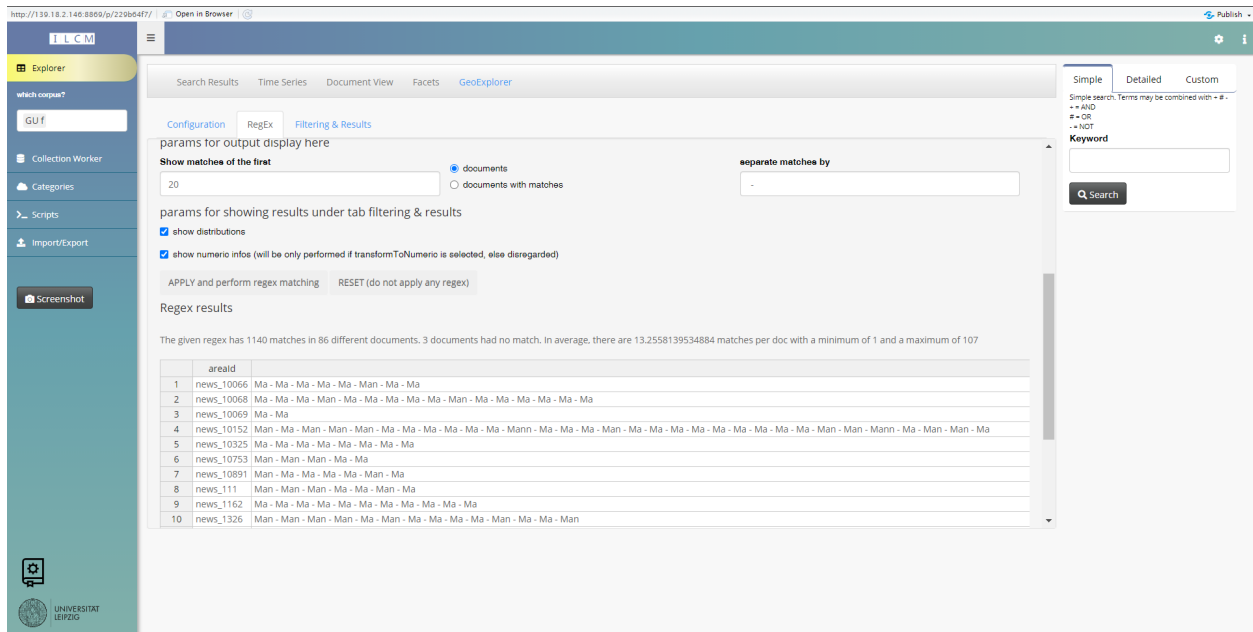 http://139.18.2.146:8869/p/229b64f7/ Open in Browser Publish
I L C M
Explorer
which corpus?
GU f
Collection Worker
Categories
Scripts
Import/Export
Screenshot
UNIVERSITÄT
LEIPZIG
Search Results Time Series Document View Facets GeoExplorer
Configuration RegEx Filtering & Results
params for output display here
Show matches of the first
20
documents
documents with matches
separate matches by
-
params for showing results under tab filtering & results
show distributions
show numeric infos (will be only performed if transformToNumeric is selected, else disregarded)
APPLY and perform regex matching RESET (do not apply any regex)
Regex results
The given regex has 1140 matches in 86 different documents. 3 documents had no match. In average, there are 13.2558139534884 matches per doc with a minimum of 1 and a maximum of 107
areaId
1 news_10066 Ma - Ma - Ma - Ma - Ma - Man - Ma - Ma
2 news_10068 Ma - Ma - Man - Ma - Ma - Ma - Ma - Ma - Ma - Man - Ma - Ma - Ma - Ma - Ma - Ma
3 news_10069 Ma - Ma
4 news_10152 Man - Ma - Man - Man - Man - Ma - Ma - Ma - Ma - Ma - Ma - Mann - Ma - Ma - Ma - Man - Ma - Ma - Ma - Ma - Ma - Ma - Ma - Ma - Man - Man - Mann - Ma - Man - Man - Ma
5 news_10325 Ma - Ma - Ma - Ma - Ma - Ma - Ma - Ma
6 news_10753 Man - Man - Man - Ma - Ma
7 news_10891 Man - Ma - Ma - Ma - Ma - Man - Ma
8 news_111 Man - Man - Man - Ma - Ma - Man - Ma
9 news_1162 Ma - Ma - Ma - Ma - Ma - Ma - Ma - Ma - Ma - Ma - Ma
10 news_1326 Man - Man - Man - Man - Ma - Man - Ma - Ma - Ma - Ma - Man - Ma - Ma - Man
Simple Detailed Custom
Simple search. Terms may be combined with + # -
+ = AND
# = OR
- = NOT
Keyword
Search